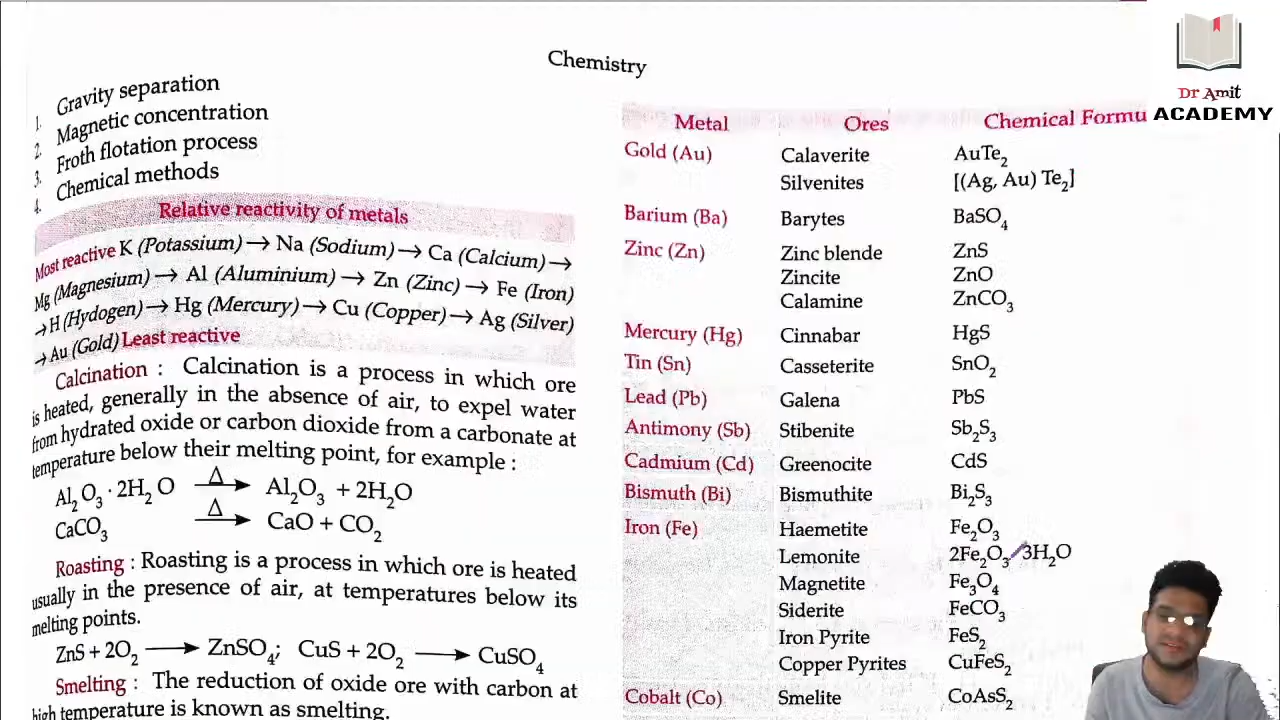 Chemistry
Dr Amit
ACADEMY
1. Gravity separation
2. Magnetic concentration
3. Froth flotation process
4. Chemical methods
Relative reactivity of metals
Most reactive K (Potassium) → Na (Sodium) → Ca (Calcium) →
Mg (Magnesium) → Al (Aluminium) → Zn (Zinc) → Fe (Iron)
→ H (Hydogen) → Hg (Mercury) → Cu (Copper) → Ag (Silver)
→ Au (Gold) Least reactive
Calcination : Calcination is a process in which ore
is heated, generally in the absence of air, to expel water
from hydrated oxide or carbon dioxide from a carbonate at
temperature below their melting point, for example :
Al₂O₃ · 2H₂O Δ→ Al₂O₃ + 2H₂O
CaCO₃ Δ→ CaO + CO₂
Roasting : Roasting is a process in which ore is heated
usually in the presence of air, at temperatures below its
melting points.
ZnS + 2O₂ → ZnSO₄; CuS + 2O₂ → CuSO₄
Smelting : The reduction of oxide ore with carbon at
high temperature is known as smelting.
Metal Ores Chemical Formu
Gold (Au) Calaverite AuTe₂
Silvenites [(Ag, Au) Te₂]
Barium (Ba) Barytes BaSO₄
Zinc (Zn) Zinc blende ZnS
Zincite ZnO
Calamine ZnCO₃
Mercury (Hg) Cinnabar HgS
Tin (Sn) Casseterite SnO₂
Lead (Pb) Galena PbS
Antimony (Sb) Stibenite Sb₂S₃
Cadmium (Cd) Greenocite CdS
Bismuth (Bi) Bismuthite Bi₂S₃
Iron (Fe) Haemetite Fe₂O₃
Lemonite 2Fe₂O₃ 3H₂O
Magnetite Fe₃O₄
Siderite FeCO₃
Iron Pyrite FeS₂
Copper Pyrites CuFeS₂
Cobalt (Co) Smelite CoAsS₂